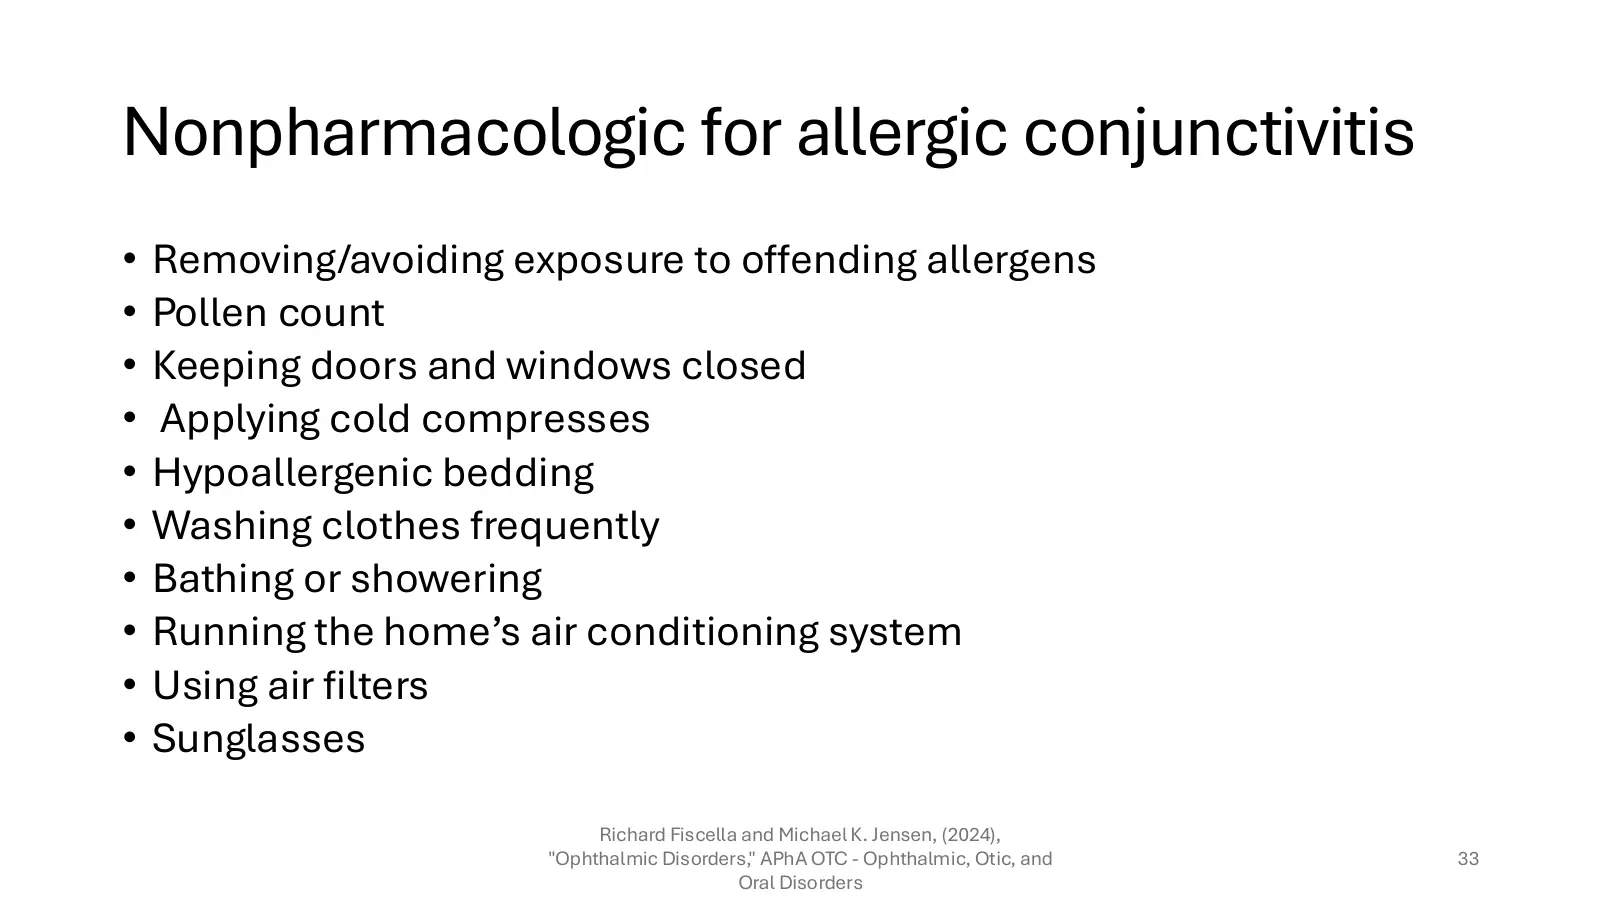 Nonpharmacologic for allergic conjunctivitis
• Removing/avoiding exposure to offending allergens
• Pollen count
• Keeping doors and windows closed
• Applying cold compresses
• Hypoallergenic bedding
• Washing clothes frequently
• Bathing or showering
• Running the home’s air conditioning system
• Using air filters
• Sunglasses
Richard Fiscella and Michael K. Jensen, (2024),
"Ophthalmic Disorders," APhA OTC - Ophthalmic, Otic, and
Oral Disorders
33